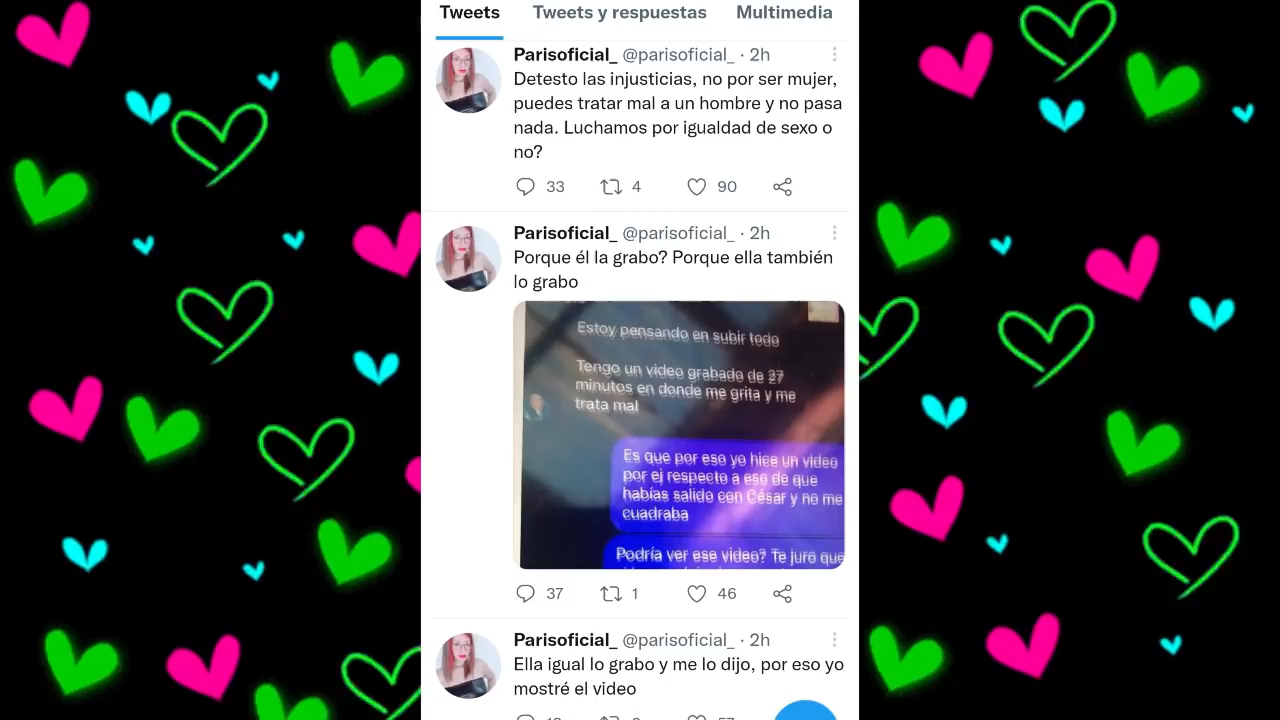 Tweets
Tweets y respuestas
Multimedia
Parisoficial_ @parisoficial_ · 2h
Detesto las injusticias, no por ser mujer,
puedes tratar mal a un hombre y no pasa
nada. Luchamos por igualdad de sexo o
no?
33
4
90
Parisoficial_ @parisoficial_ · 2h
Porque él la grabo? Porque ella también
lo grabo
Estoy pensando en subir todo
Tengo un video grabado de 27
minutos en donde me grita y me
trata mal
Es que por eso yo hice un video
por ej respecto a eso de que
habías salido con César y no me
cuadraba
Podría ver ese video? Te juro que
37
1
46
Parisoficial_ @parisoficial_ · 2h
Ella igual lo grabo y me lo dijo, por eso yo
mostré el video